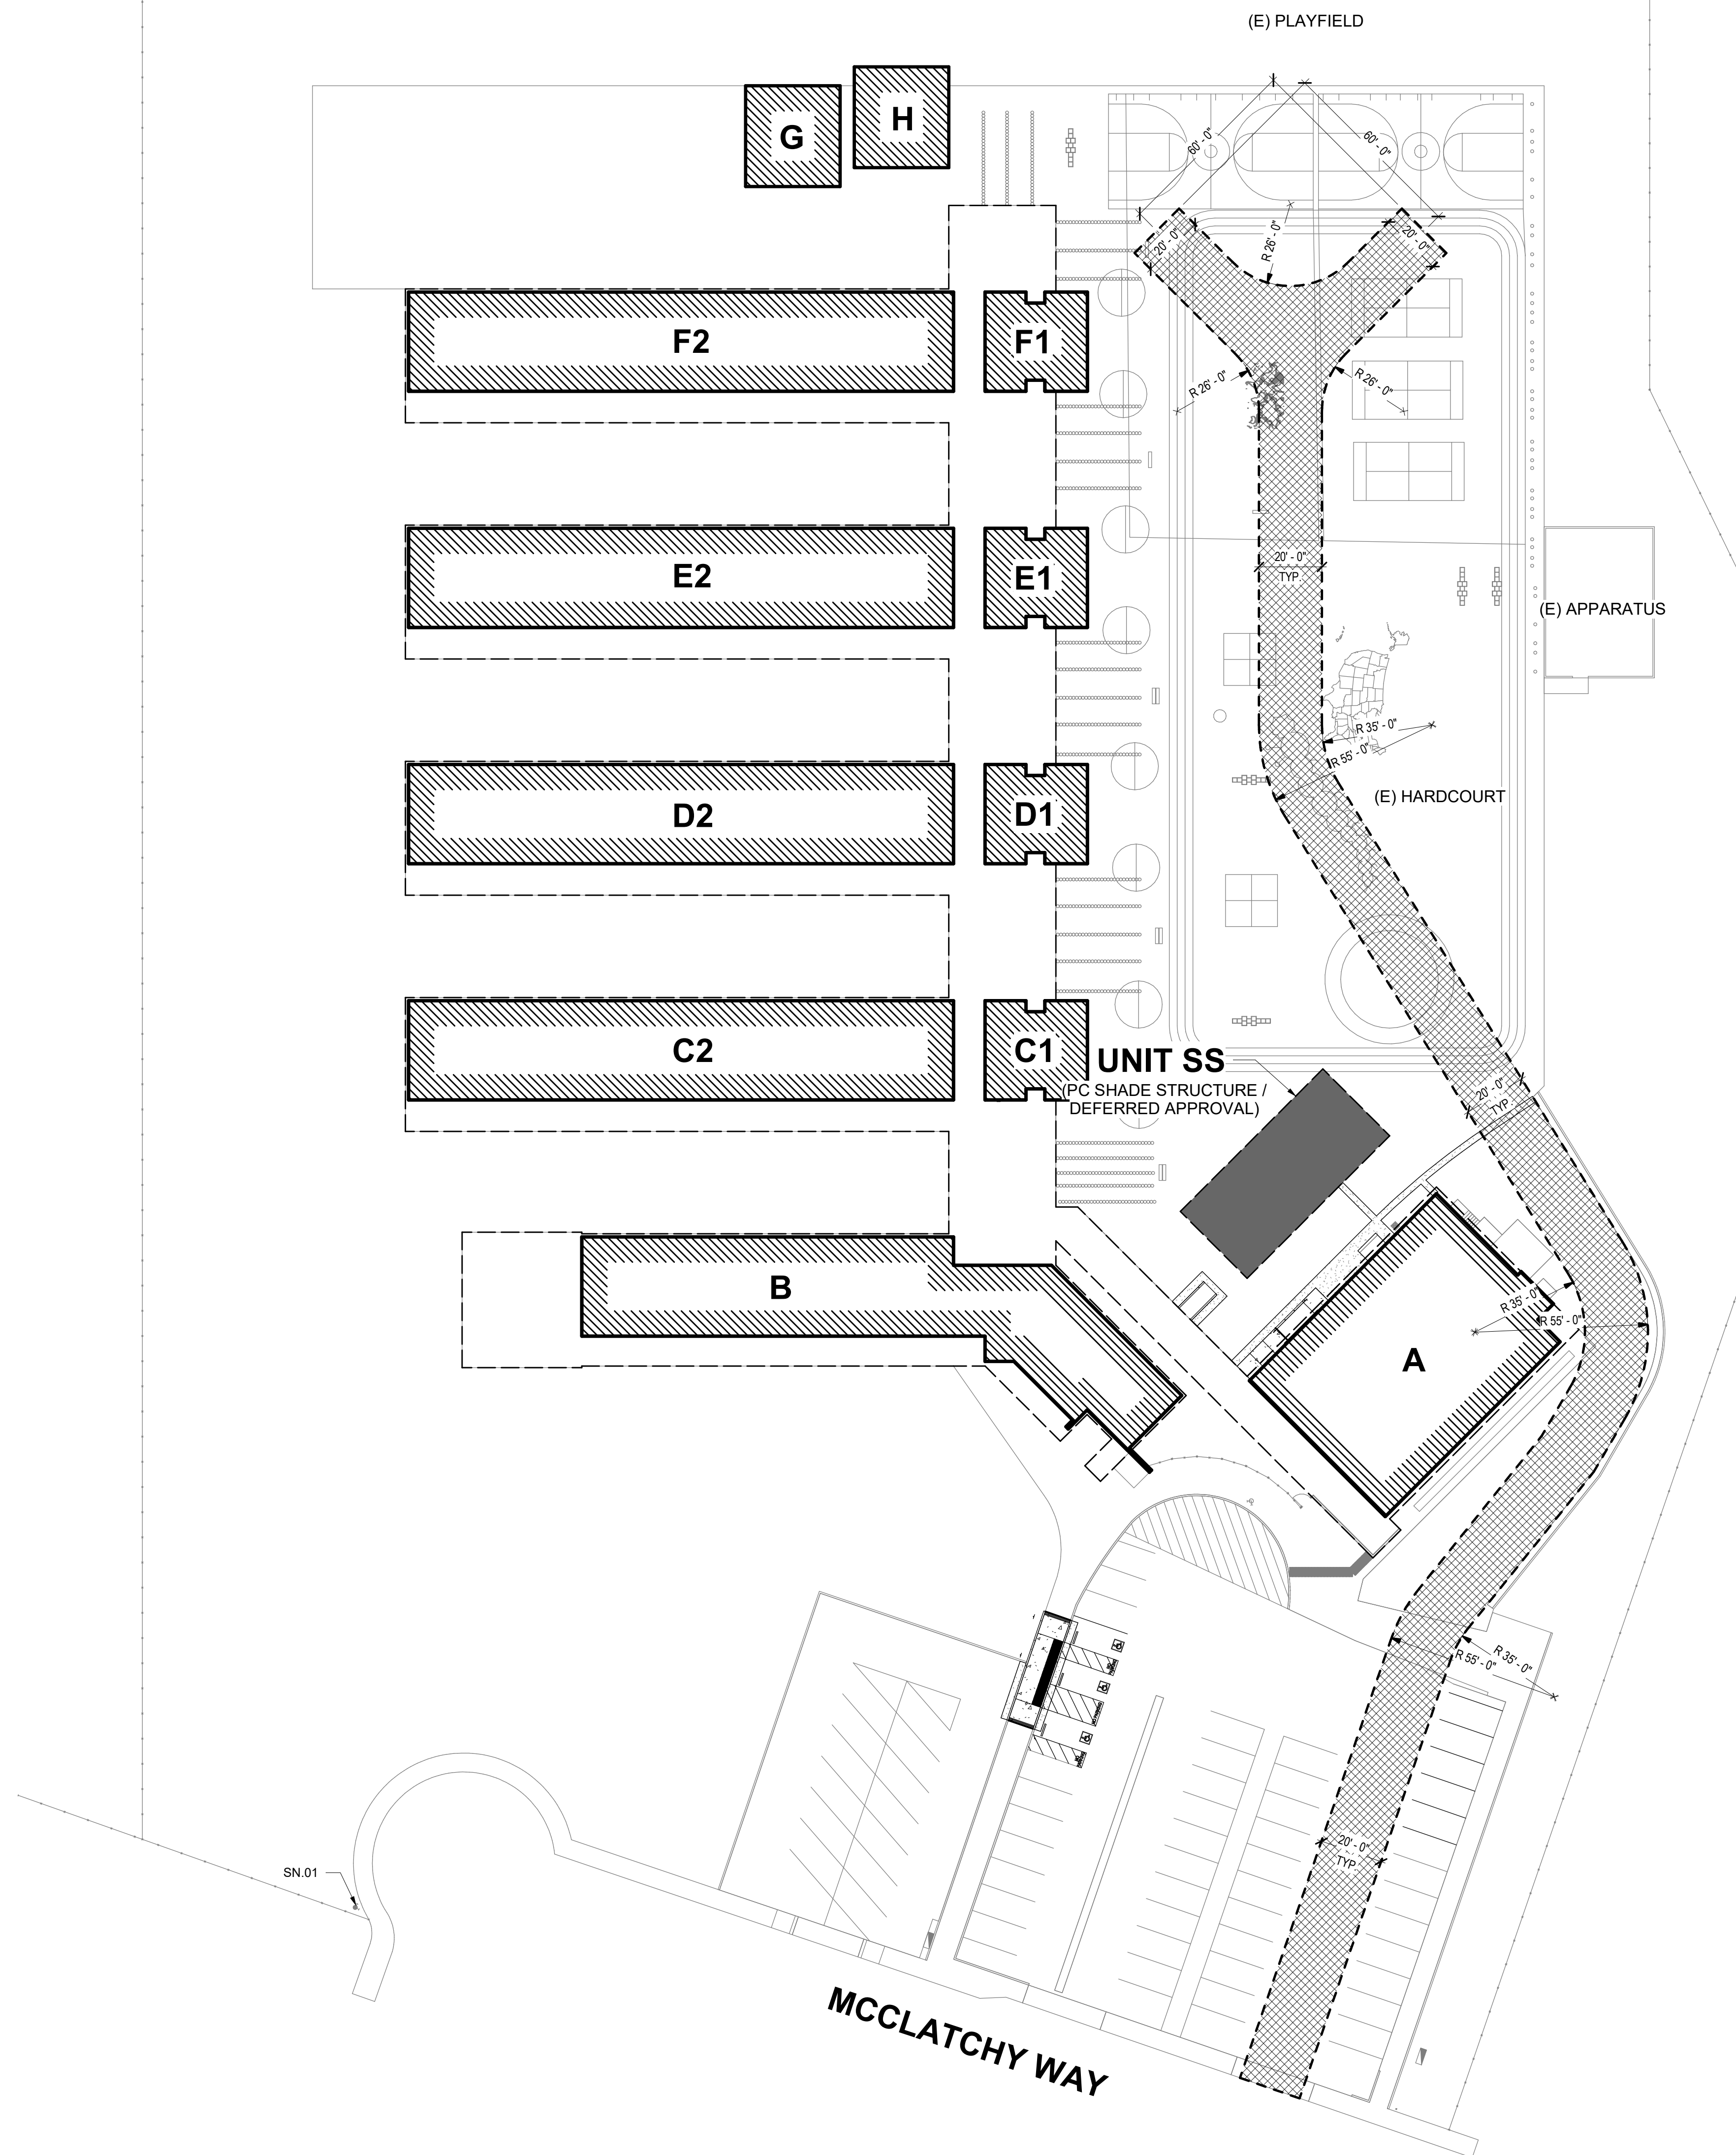 (E) PLAYFIELD
H
G
60' - 0"
60' - 0"
20' - 0"
R 26' - 0"
20' - 0"
F2
F1
R 26' - 0"
R 26' - 0"
20' - 0"
TYP.
E2
E1
(E) APPARATUS
R 35' - 0"
R 55' - 0"
(E) HARDCOURT
D2
D1
C2
C1
UNIT SS
(PC SHADE STRUCTURE /
DEFERRED APPROVAL)
20' - 0"
TYP.
B
R 35' - 0"
R 55' - 0"
A
R 55' - 0"
R 35' - 0"
20' - 0"
TYP.
SN.01
MCCLATCHY WAY